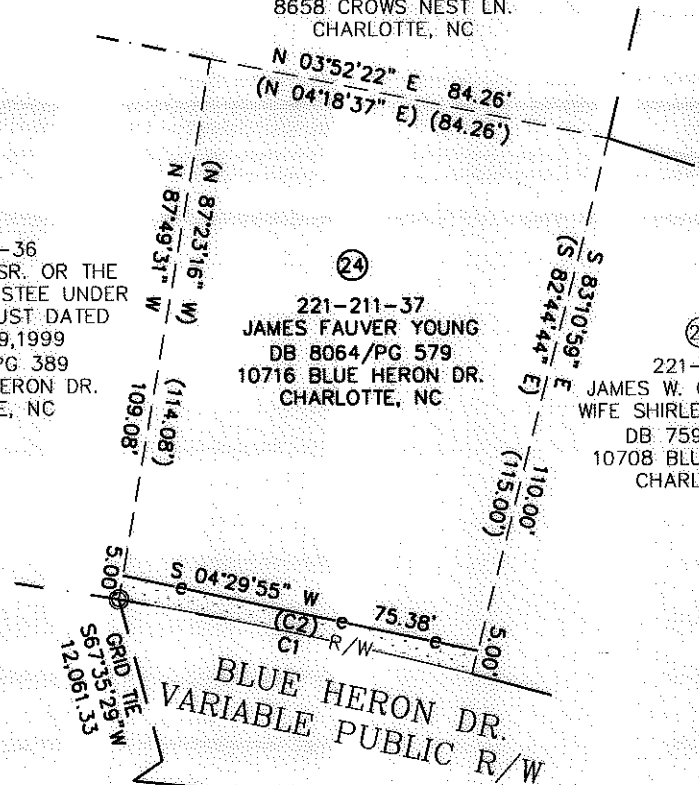 8658 CROWS NEST LN.
CHARLOTTE, NC
N 03°52'22" E 84.26'
(N 04°18'37" E) (84.26')
(N 87°23'16" W)
N 87°49'31" W
(114.08')
109.08'
-36
SR. OR THE
STEE UNDER
UST DATED
9,1999
PG 389
ERON DR.
E, NC
24
221-211-37
JAMES FAUVER YOUNG
DB 8064/PG 579
10716 BLUE HERON DR.
CHARLOTTE, NC
S 83°10'59" E
(S 82°44'44" E)
110.00'
(115.00')
2
221-
JAMES W.
WIFE SHIRLE
DB 759
10708 BLU
CHARL
5.00'
S 04°29'55" W 75.38'
(C2)
C1 R/W
5.00'
GRID TIE
S67°35'29"W
12,061.33
BLUE HERON DR.
VARIABLE PUBLIC R/W